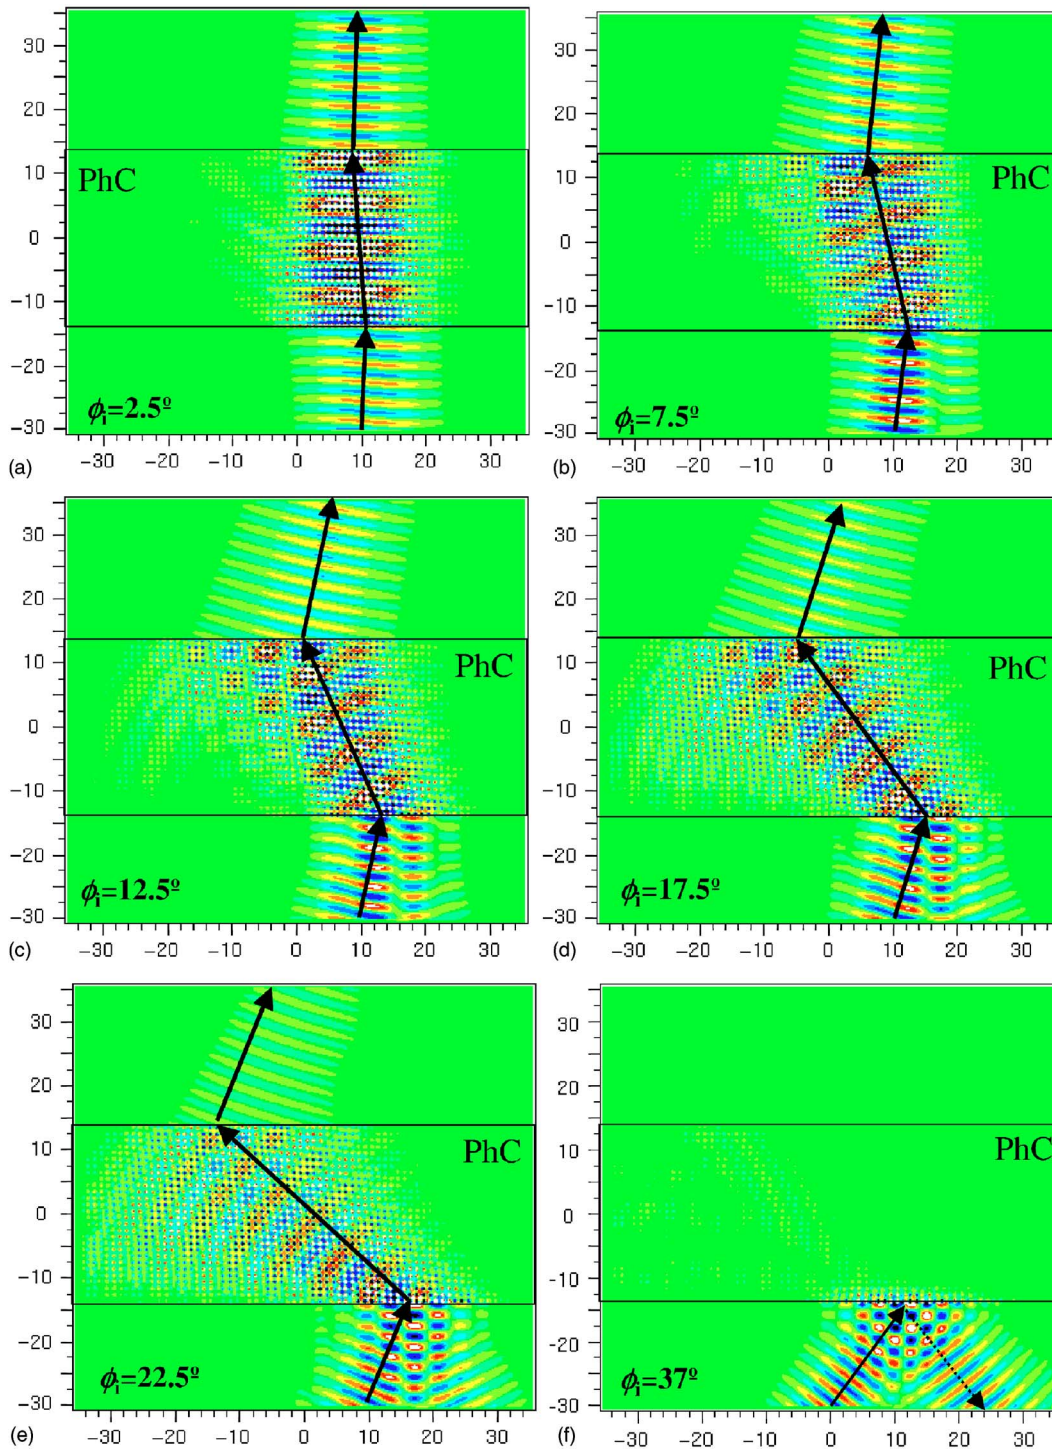 30
20
10
PhC
0
−10
−20
ϕi=2.5º
−30
(a) −30 −20 −10 0 10 20 30
30
20
10
PhC
0
−10
−20
ϕi=7.5º
−30
(b) −30 −20 −10 0 10 20 30
30
20
10
PhC
0
−10
−20
ϕi=12.5º
−30
(c) −30 −20 −10 0 10 20 30
30
20
10
PhC
0
−10
−20
ϕi=17.5º
−30
(d) −30 −20 −10 0 10 20 30
30
20
10
PhC
0
−10
−20
ϕi=22.5º
−30
(e) −30 −20 −10 0 10 20 30
30
20
10
PhC
0
-10
-20
ϕi=37º
-30
(f) −30 −20 −10 0 10 20 30